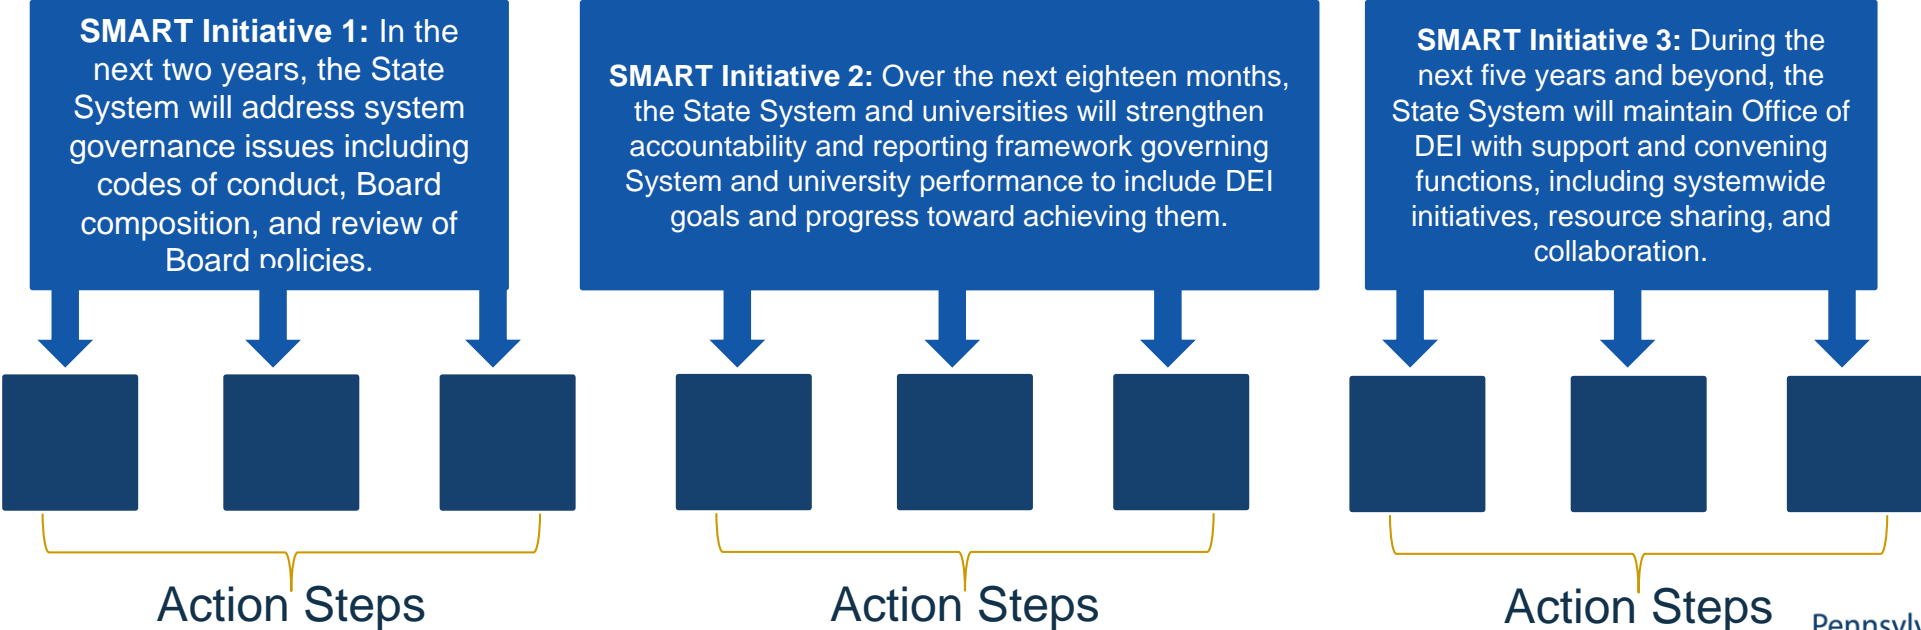 SMART Initiative 1: In the
next two years, the State
System will address system
governance issues including
codes of conduct, Board
composition, and review of
Board policies.
SMART Initiative 2: Over the next eighteen months,
the State System and universities will strengthen
accountability and reporting framework governing
System and university performance to include DEI
goals and progress toward achieving them.
SMART Initiative 3: During the
next five years and beyond, the
State System will maintain Office of
DEI with support and convening
functions, including systemwide
initiatives, resource sharing, and
collaboration.
Action Steps
Action Steps
Action Steps